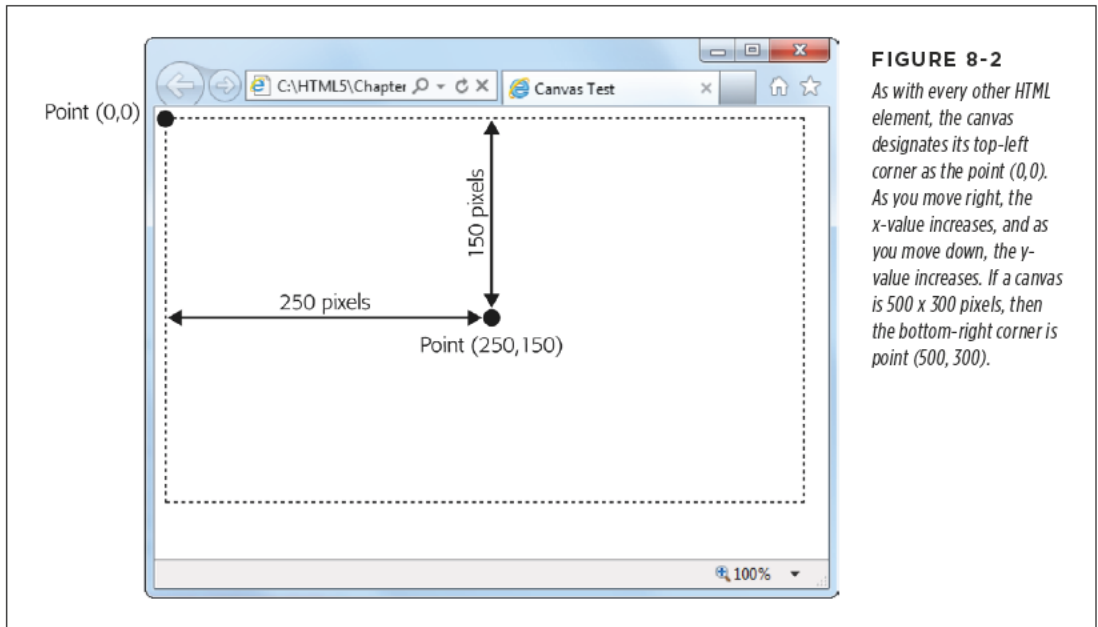 C:\HTML5\Chapter
Canvas Test
Point (0,0)
150 pixels
250 pixels
Point (250,150)
100%
FIGURE 8-2
As with every other HTML
element, the canvas
designates its top-left
corner as the point (0,0).
As you move right, the
x-value increases, and as
you move down, the y-
value increases. If a canvas
is 500 x 300 pixels, then
the bottom-right corner is
point (500, 300).